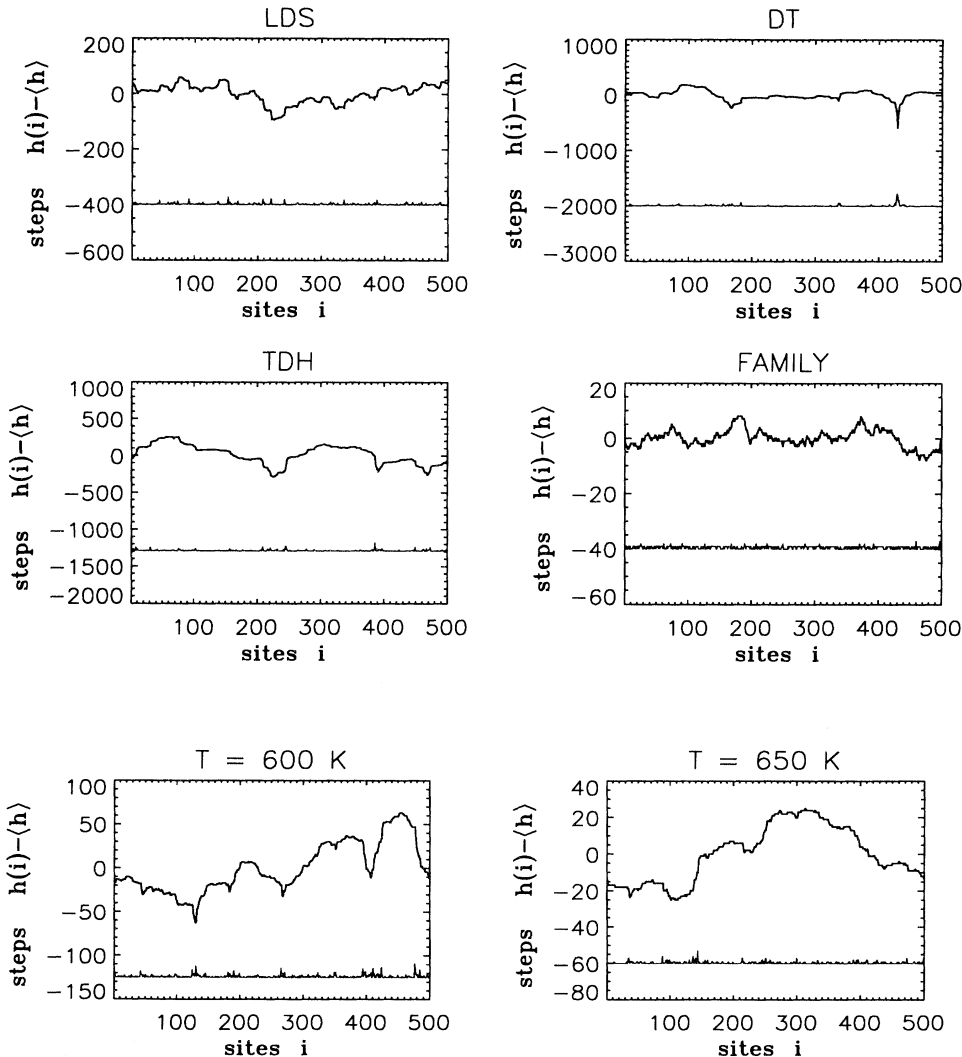 LDS
200
0
−200
−400
−600
steps h(i)−⟨h⟩
100 200 300 400 500
sites i
DT
1000
0
−1000
−2000
−3000
steps h(i)−⟨h⟩
100 200 300 400 500
sites i
TDH
1000
500
0
−500
−1000
−1500
−2000
steps h(i)−⟨h⟩
100 200 300 400 500
sites i
FAMILY
20
0
−20
−40
−60
steps h(i)−⟨h⟩
100 200 300 400 500
sites i
T = 600 K
100
50
0
−50
−100
−150
steps h(i)−⟨h⟩
100 200 300 400 500
sites i
T = 650 K
40
20
0
−20
−40
−60
−80
steps h(i)−⟨h⟩
100 200 300 400 500
sites i